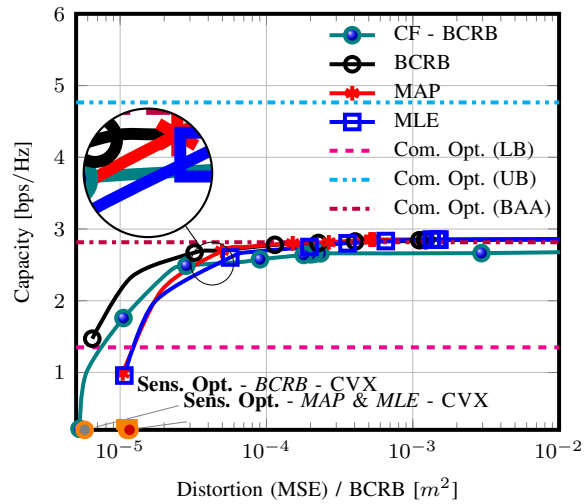 6
5
4
3
2
1
Capacity [bps/Hz]
CF - BCRB
BCRB
MAP
MLE
Com. Opt. (LB)
Com. Opt. (UB)
Com. Opt. (BAA)
Sens. Opt. - BCRB - CVX
Sens. Opt. - MAP & MLE - CVX
10⁻⁵ 10⁻⁴ 10⁻³ 10⁻²
Distortion (MSE) / BCRB [m²]